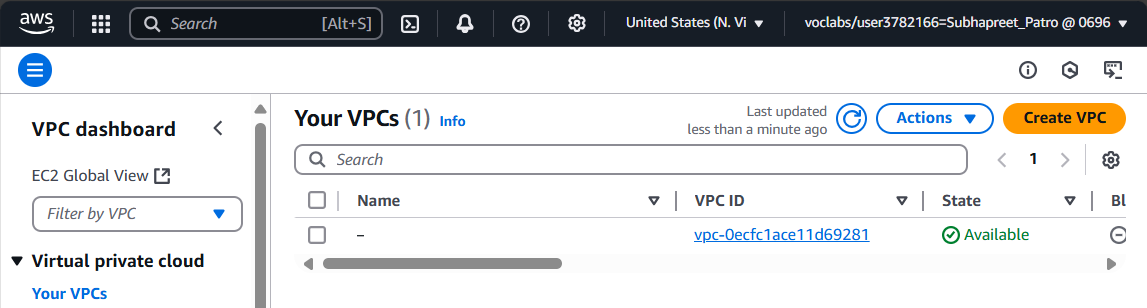 aws Search [Alt+S] United States (N. Vi voclabs/user3782166=Subhapreet_Patro @ 0696
VPC dashboard
EC2 Global View
Filter by VPC
Virtual private cloud
Your VPCs
Your VPCs (1) Info
Last updated
less than a minute ago
Actions
Create VPC
Search
1
Name VPC ID State Bl
– vpc-0ecfc1ace11d69281 Available